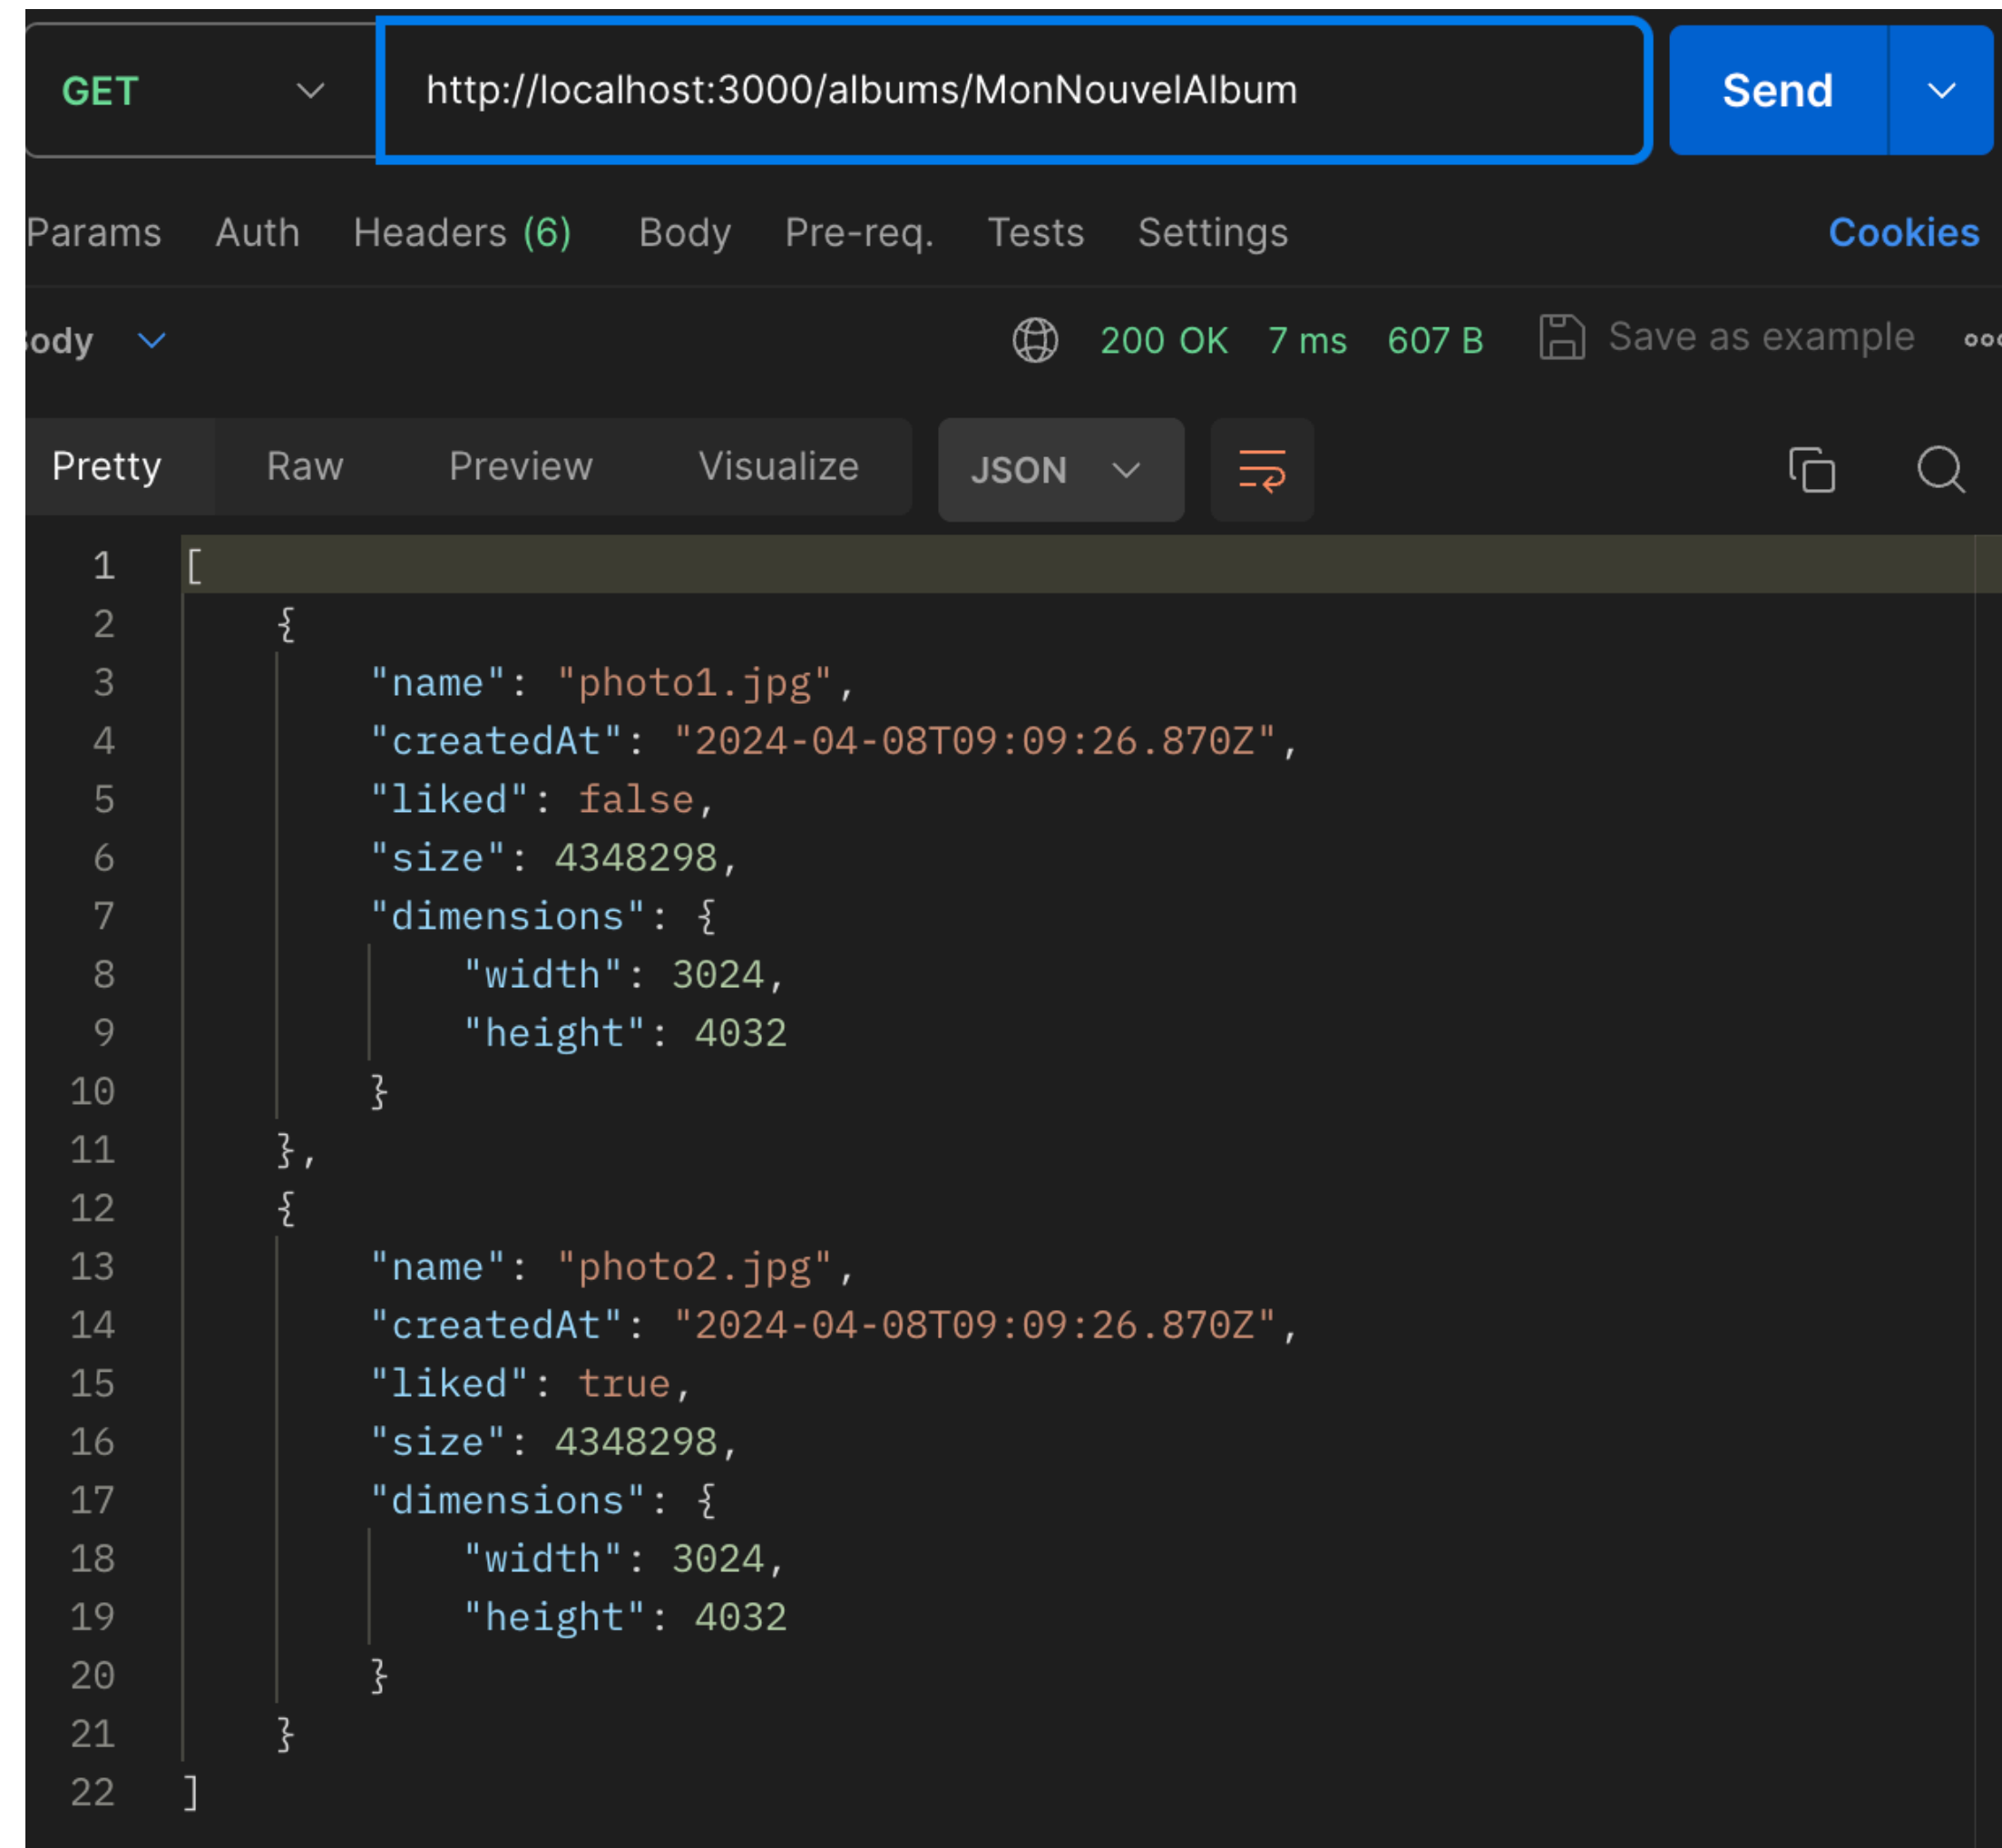 GET http://localhost:3000/albums/MonNouvelAlbum Send
Params Auth Headers (6) Body Pre-req. Tests Settings Cookies
ody 200 OK 7 ms 607 B Save as example
Pretty Raw Preview Visualize JSON
1 [
2 {
3 "name": "photo1.jpg",
4 "createdAt": "2024-04-08T09:09:26.870Z",
5 "liked": false,
6 "size": 4348298,
7 "dimensions": {
8 "width": 3024,
9 "height": 4032
10 }
11 },
12 {
13 "name": "photo2.jpg",
14 "createdAt": "2024-04-08T09:09:26.870Z",
15 "liked": true,
16 "size": 4348298,
17 "dimensions": {
18 "width": 3024,
19 "height": 4032
20 }
21 }
22 ]